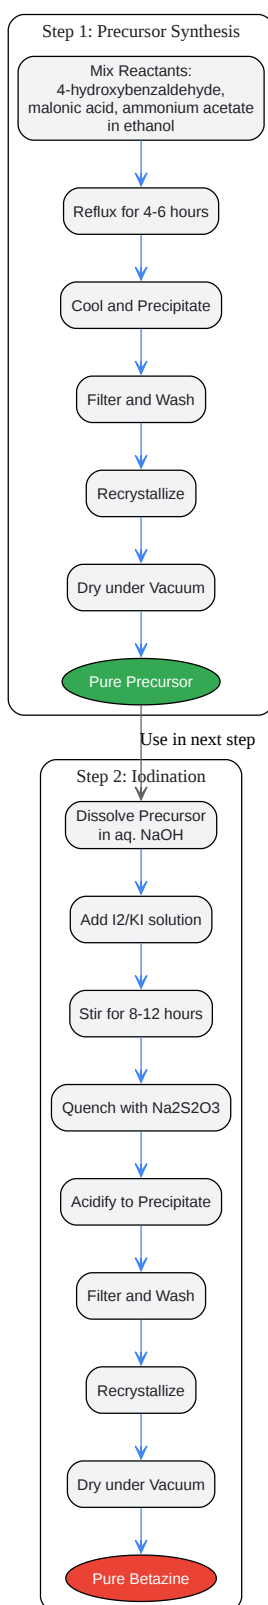 Step 1: Precursor Synthesis
Mix Reactants:
4-hydroxybenzaldehyde,
malonic acid, ammonium acetate
in ethanol
Reflux for 4-6 hours
Cool and Precipitate
Filter and Wash
Recrystallize
Dry under Vacuum
Pure Precursor
Use in next step
Step 2: Iodination
Dissolve Precursor
in aq. NaOH
Add I2/KI solution
Stir for 8-12 hours
Quench with Na2S2O3
Acidify to Precipitate
Filter and Wash
Recrystallize
Dry under Vacuum
Pure Betazine